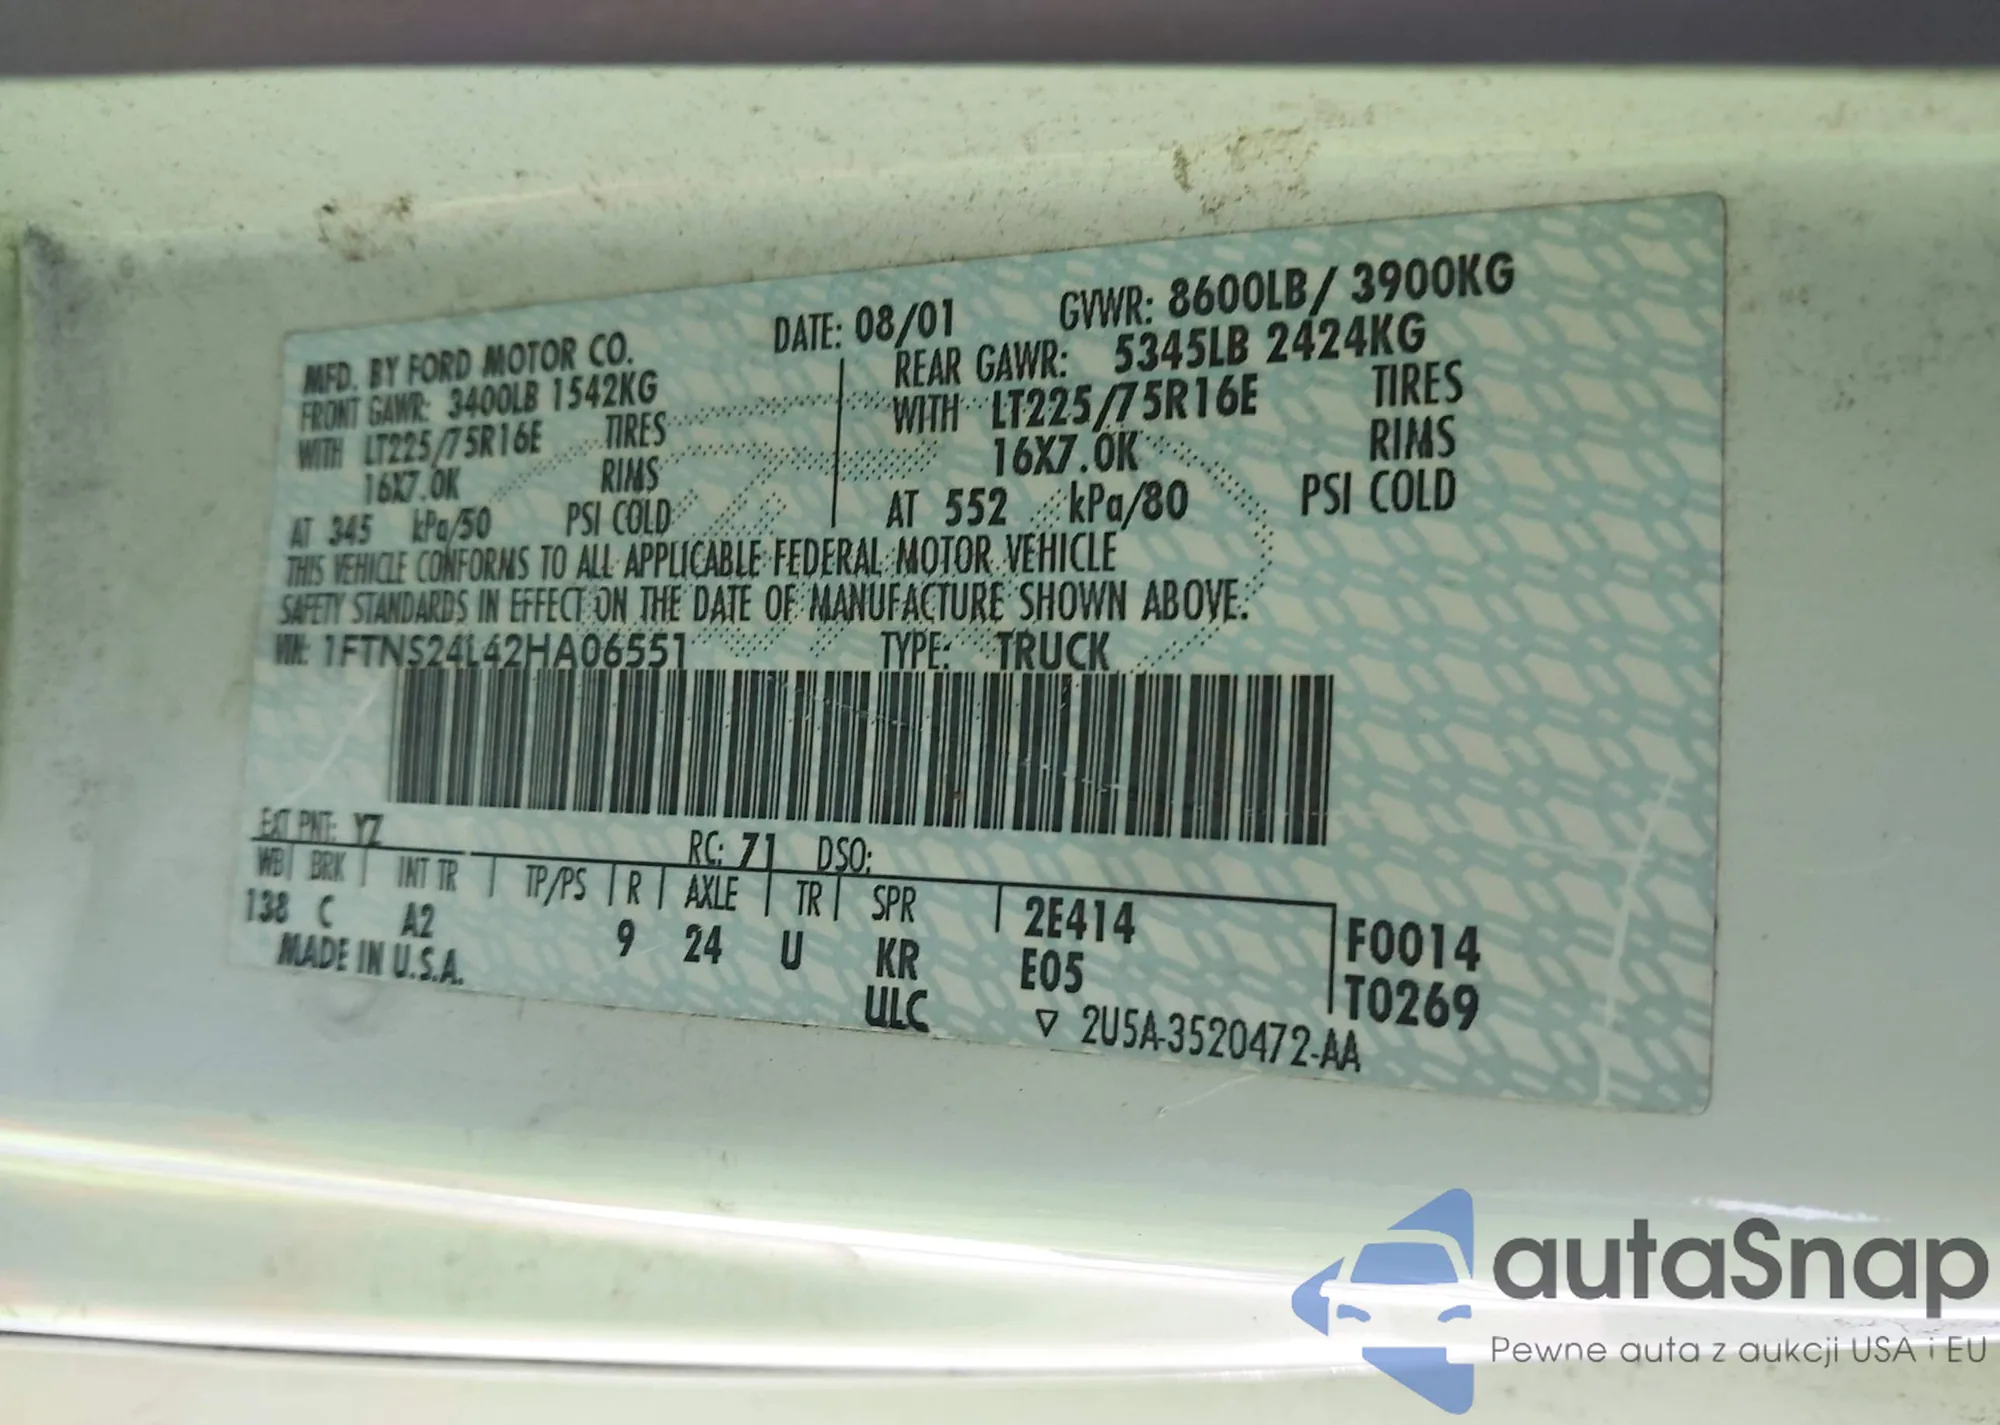 MFD. BY FORD MOTOR CO. DATE: 08/01 GVWR: 8600LB/ 3900KG
FRONT GAWR: 3400LB 1542KG REAR GAWR: 5345LB 2424KG
WITH LT225/75R16E TIRES WITH LT225/75R16E TIRES
16X7.0K RIMS 16X7.0K RIMS
AT 345 kPa/50 PSI COLD AT 552 kPa/80 PSI COLD
THIS VEHICLE CONFORMS TO ALL APPLICABLE FEDERAL MOTOR VEHICLE
SAFETY STANDARDS IN EFFECT ON THE DATE OF MANUFACTURE SHOWN ABOVE.
VIN: 1FTNS24L42HA06551 TYPE: TRUCK
EXT PNT: YZ RC: 71 DSO:
WB BRK INT TR TP/PS R AXLE TR SPR 2E414 F0014
138 C A2 9 24 U KR E05 T0269
MADE IN U.S.A. ULC ▽ 2U5A-3520472-AA
autaSnap
Pewne auta z aukcji USA i EU